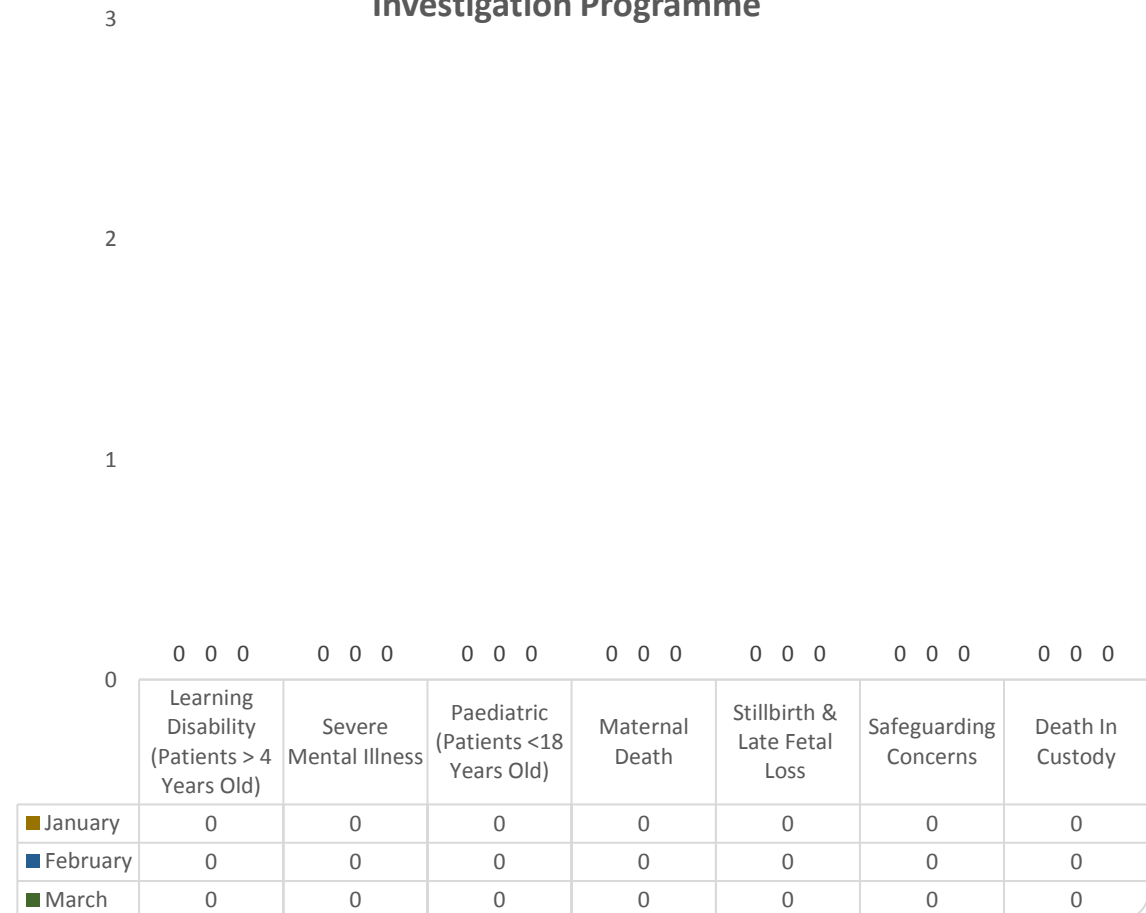 Investigation Programme
3
2
1
0 0 0 0 0 0 0 0 0 0 0 0 0 0 0 0 0 0 0 0 0
0
Learning
Disability
(Patients > 4
Years Old)
Severe
Mental Illness
Paediatric
(Patients <18
Years Old)
Maternal
Death
Stillbirth &
Late Fetal
Loss
Safeguarding
Concerns
Death In
Custody
January 0 0 0 0 0 0 0
February 0 0 0 0 0 0 0
March 0 0 0 0 0 0 0